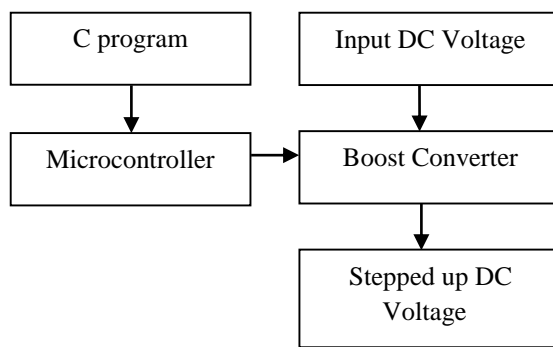 C program
Input DC Voltage
Microcontroller
Boost Converter
Stepped up DC
Voltage